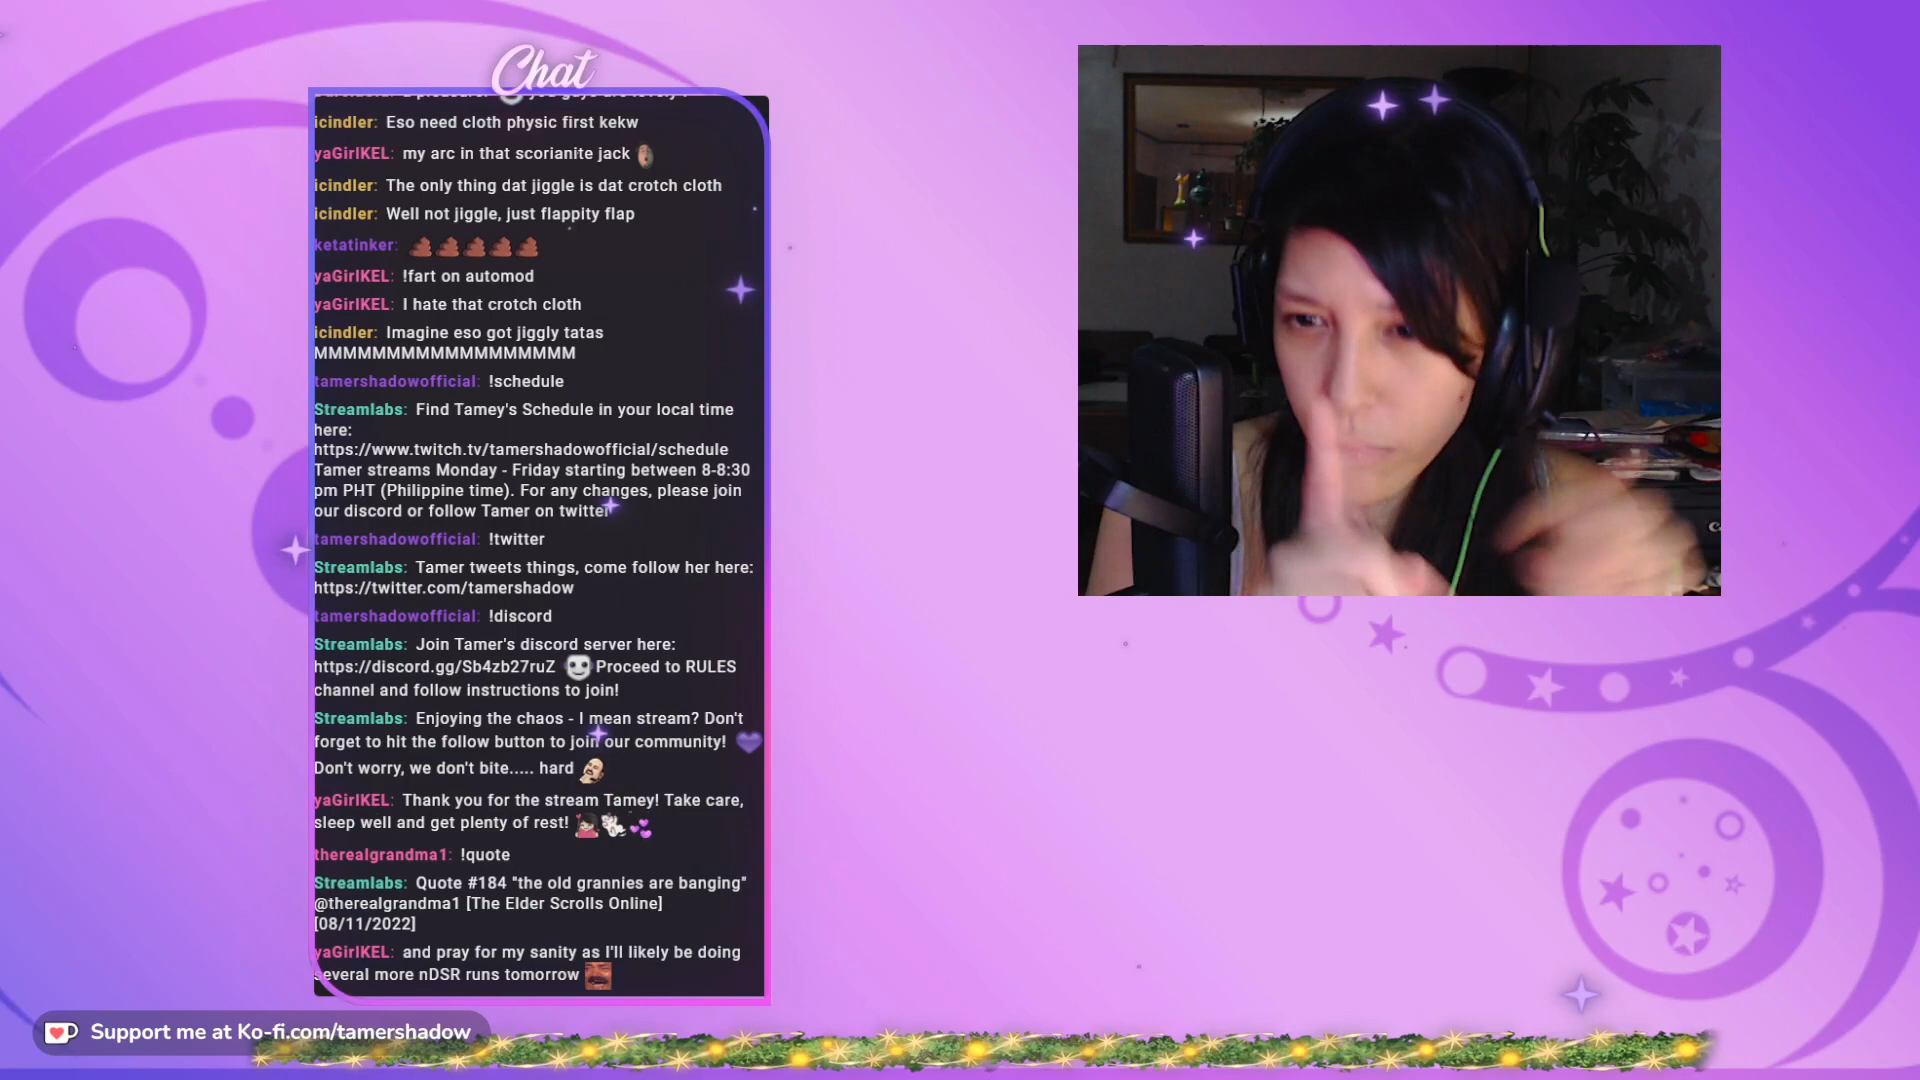 Chat
icindler: Eso need cloth physic first kekw
yaGirlKEL: my arc in that scorianite jack
icindler: The only thing dat jiggle is dat crotch cloth
icindler: Well not jiggle, just flappity flap
ketatinker:
yaGirlKEL: !fart on automod
yaGirlKEL: I hate that crotch cloth
icindler: Imagine eso got jiggly tatas
MMMMMMMMMMMMMMMMMM
tamershadowofficial: !schedule
Streamlabs: Find Tamey's Schedule in your local time
here:
https://www.twitch.tv/tamershadowofficial/schedule
Tamer streams Monday - Friday starting between 8-8:30
pm PHT (Philippine time). For any changes, please join
our discord or follow Tamer on twitter
tamershadowofficial: !twitter
Streamlabs: Tamer tweets things, come follow her here:
https://twitter.com/tamershadow
tamershadowofficial: !discord
Streamlabs: Join Tamer's discord server here:
https://discord.gg/Sb4zb27ruZ Proceed to RULES
channel and follow instructions to join!
Streamlabs: Enjoying the chaos - I mean stream? Don't
forget to hit the follow button to join our community!
Don't worry, we don't bite..... hard
yaGirlKEL: Thank you for the stream Tamey! Take care,
sleep well and get plenty of rest!
therealgrandma1: !quote
Streamlabs: Quote #184 "the old grannies are banging"
@therealgrandma1 [The Elder Scrolls Online]
[08/11/2022]
yaGirlKEL: and pray for my sanity as I'll likely be doing
several more nDSR runs tomorrow
Support me at Ko-fi.com/tamershadow